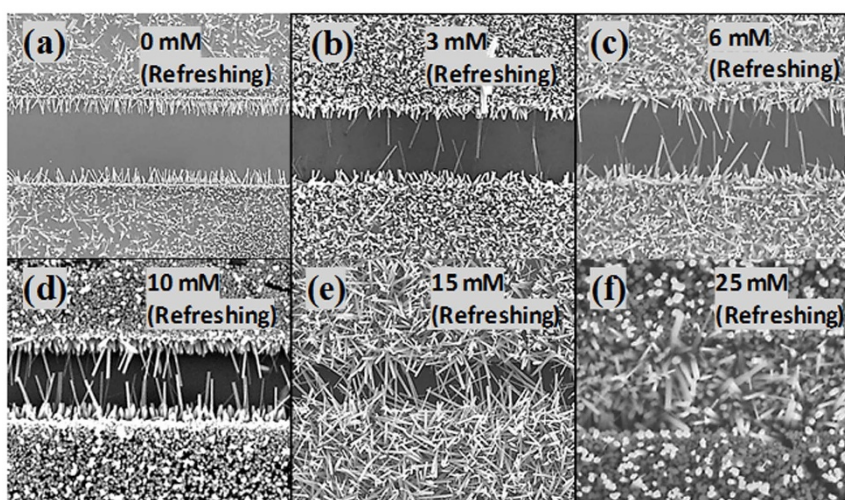 (a)
0 mM
(Refreshing)
(b)
3 mM
(Refreshing)
(c)
6 mM
(Refreshing)
(d)
10 mM
(Refreshing)
(e)
15 mM
(Refreshing)
(f)
25 mM
(Refreshing)